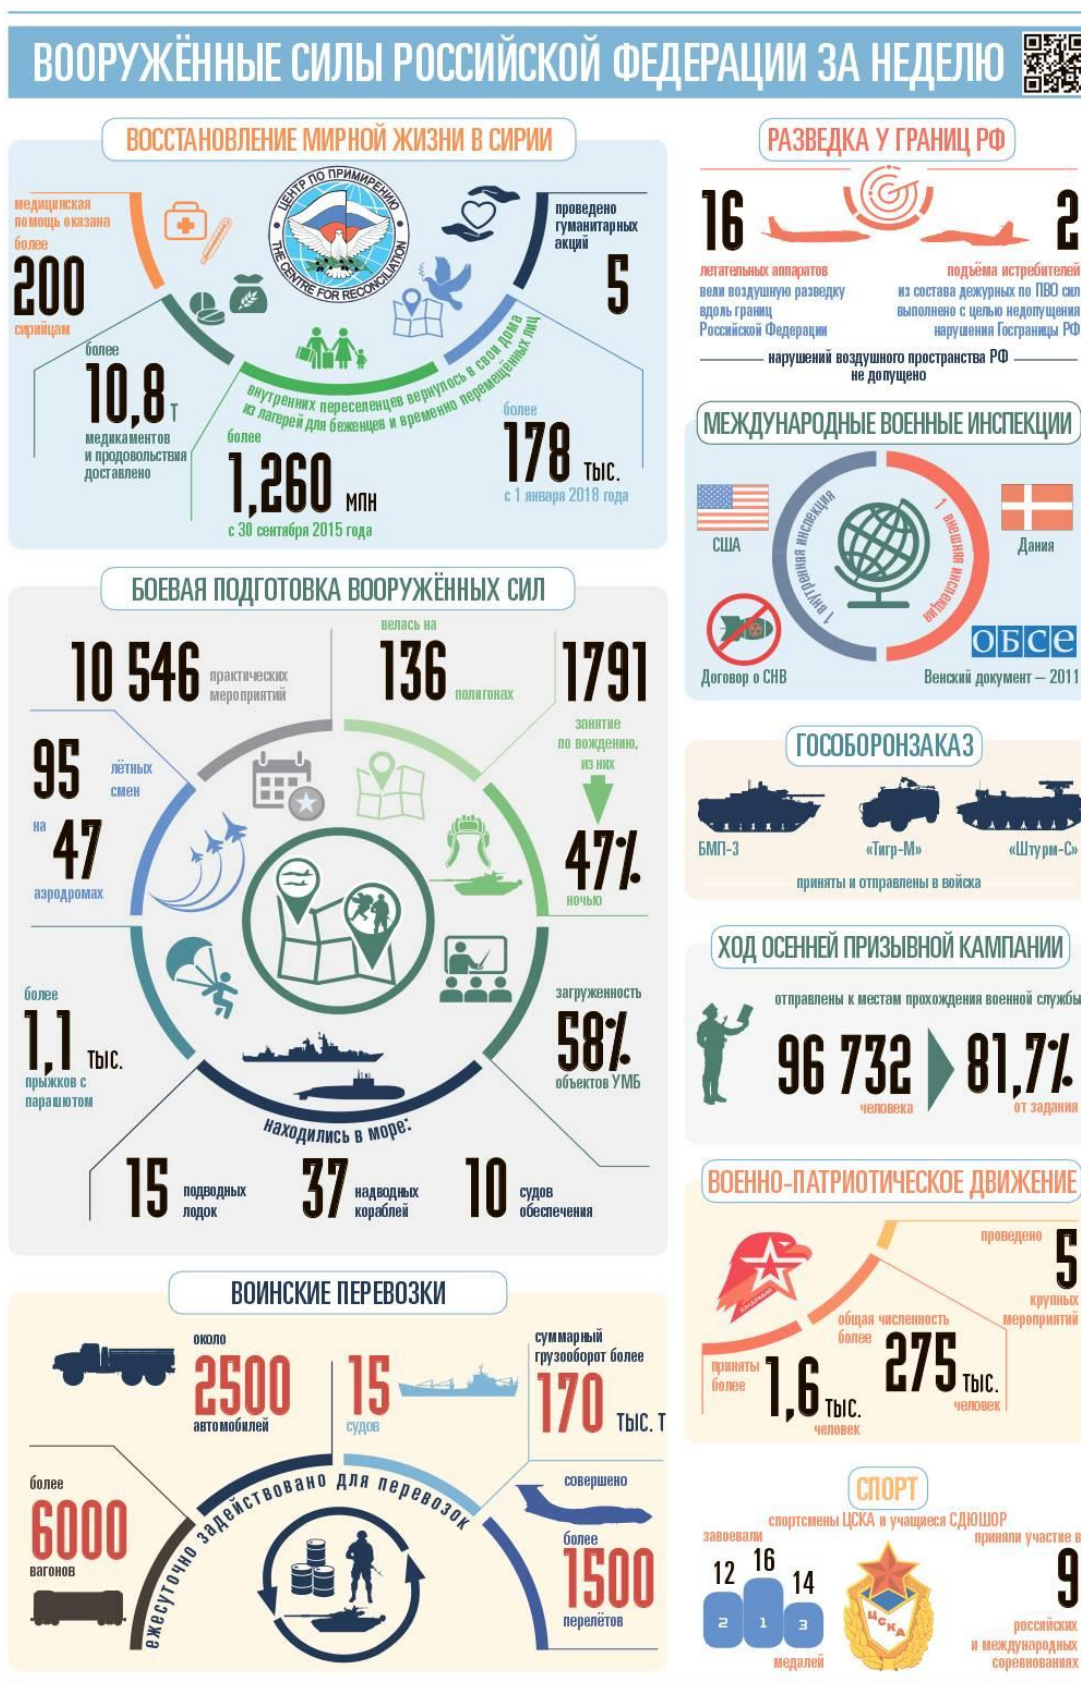 ВООРУЖЁННЫЕ СИЛЫ РОССИЙСКОЙ ФЕДЕРАЦИИ ЗА НЕДЕЛЮ
ВОССТАНОВЛЕНИЕ МИРНОЙ ЖИЗНИ В СИРИИ
медицинская
помощь оказана
более
200
сирийцам
ЦЕНТР ПО ПРИМИРЕНИЮ
THE CENTRE FOR RECONCILIATION
проведено
гуманитарных
акций
5
более
10,8 т
медикаментов
и продовольствия
доставлено
внутренних переселенцев вернулось в свои дома
из лагерей для беженцев и временно перемещённых лиц
более
1,260 МЛН
с 30 сентября 2015 года
более
178 ТЫС.
с 1 января 2018 года
БОЕВАЯ ПОДГОТОВКА ВООРУЖЁННЫХ СИЛ
10 546 практических
мероприятий
велась на
136 полигонах
1791
занятие
по вождению,
из них
47%
ночью
95 лётных
смен
на
47
аэродромах
более
1,1 ТЫС.
прыжков с
парашютом
загруженность
58%
объектов УМБ
находились в море:
15 подводных
лодок
37 надводных
кораблей
10 судов
обеспечения
ВОИНСКИЕ ПЕРЕВОЗКИ
около
2500
автомобилей
15
судов
суммарный
грузооборот более
170 ТЫС. Т
более
6000
вагонов
ежесуточно задействовано для перевозок
совершено
более
1500
перелётов
РАЗВЕДКА У ГРАНИЦ РФ
16
летательных аппаратов
вели воздушную разведку
вдоль границ
Российской Федерации
2
подъёма истребителей
из состава дежурных по ПВО сил
выполнено с целью недопущения
нарушения Госграницы РФ
нарушений воздушного пространства РФ
не допущено
МЕЖДУНАРОДНЫЕ ВОЕННЫЕ ИНСПЕКЦИИ
США
1 внутренняя инспекция
1 внешняя инспекция
Дания
Договор о СНВ
ОБСЕ
Венский документ – 2011
ГОСОБОРОНЗАКАЗ
БМП-3
«Тигр-М»
«Штурм-С»
приняты и отправлены в войска
ХОД ОСЕННЕЙ ПРИЗЫВНОЙ КАМПАНИИ
отправлены к местам прохождения военной службы
96 732
человека
81,7%
от задания
ВОЕННО-ПАТРИОТИЧЕСКОЕ ДВИЖЕНИЕ
ЮНАРМИЯ
проведено
5
крупных
мероприятий
общая численность
более
275 ТЫС.
человек
приняты
более
1,6 ТЫС.
человек
СПОРТ
спортсмены ЦСКА и учащиеся СДЮШОР
завоевали
12 16 14
2 1 3
медалей
ЦСКА
приняли участие в
9
российских
и международных
соревнованиях